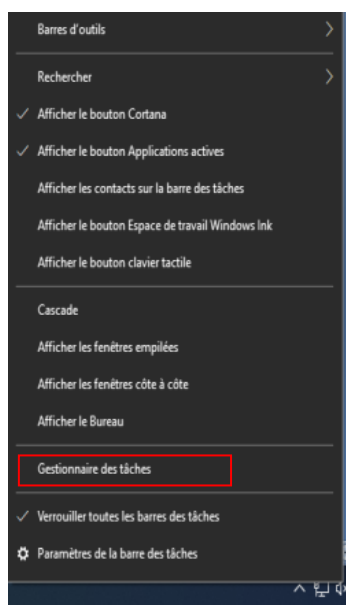 Barres d'outils
Rechercher
Afficher le bouton Cortana
Afficher le bouton Applications actives
Afficher les contacts sur la barre des tâches
Afficher le bouton Espace de travail Windows Ink
Afficher le bouton clavier tactile
Cascade
Afficher les fenêtres empilées
Afficher les fenêtres côte à côte
Afficher le Bureau
Gestionnaire des tâches
Verrouiller toutes les barres des tâches
Paramètres de la barre des tâches